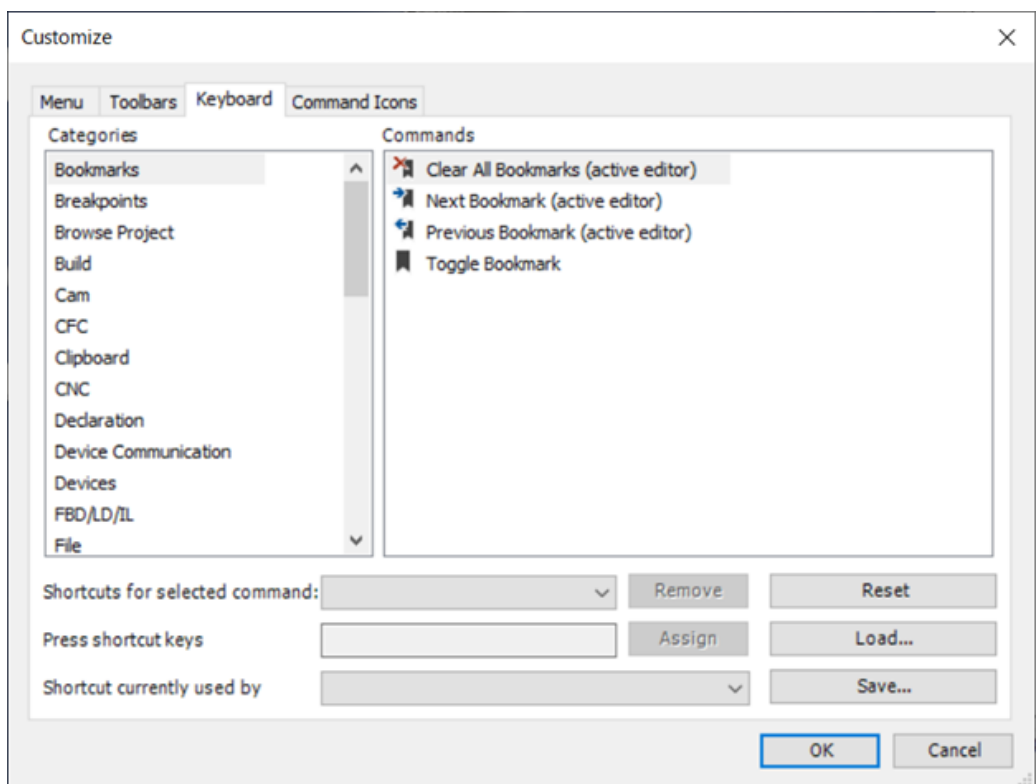 Customize
Menu Toolbars Keyboard Command Icons
Categories
Commands
Bookmarks
Breakpoints
Browse Project
Build
Cam
CFC
Clipboard
CNC
Declaration
Device Communication
Devices
FBD/LD/IL
File
Clear All Bookmarks (active editor)
Next Bookmark (active editor)
Previous Bookmark (active editor)
Toggle Bookmark
Shortcuts for selected command:
Remove
Reset
Press shortcut keys
Assign
Load...
Shortcut currently used by
Save...
OK
Cancel